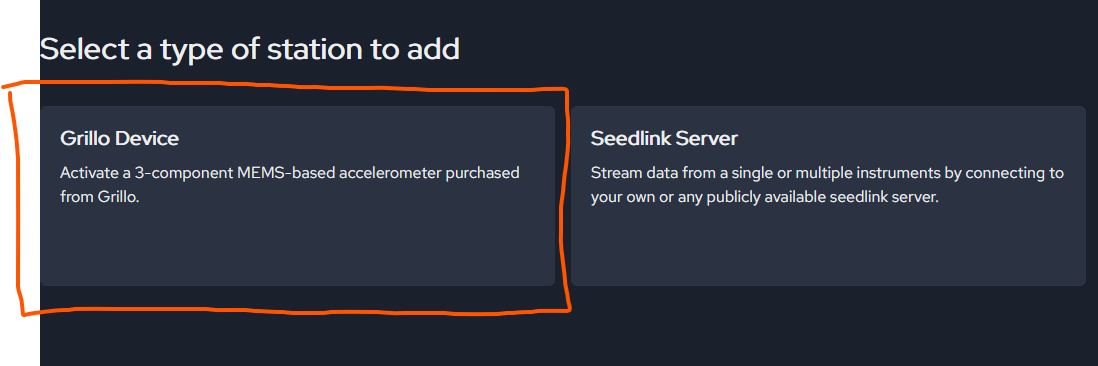 Select a type of station to add
Grillo Device
Activate a 3-component MEMS-based accelerometer purchased
from Grillo.
Seedlink Server
Stream data from a single or multiple instruments by connecting to
your own or any publicly available seedlink server.